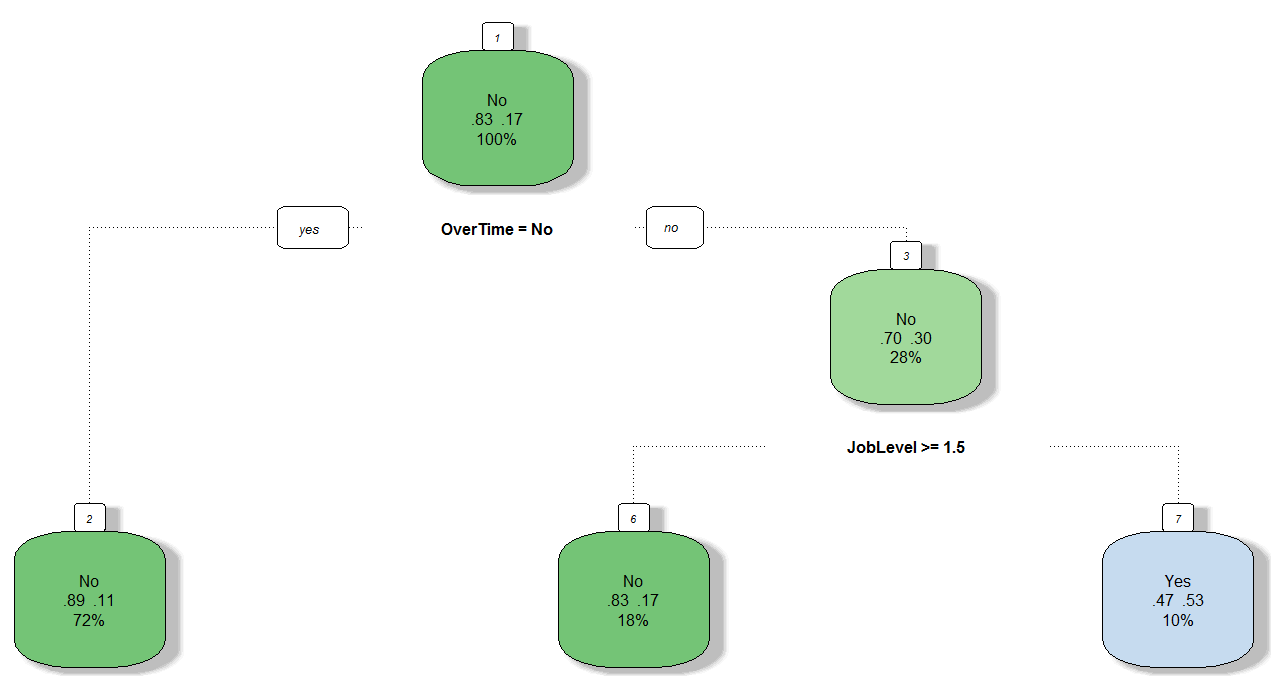 1
No
.83 .17
100%
yes
OverTime = No
no
3
No
.70 .30
28%
JobLevel >= 1.5
2
No
.89 .11
72%
6
No
.83 .17
18%
7
Yes
.47 .53
10%